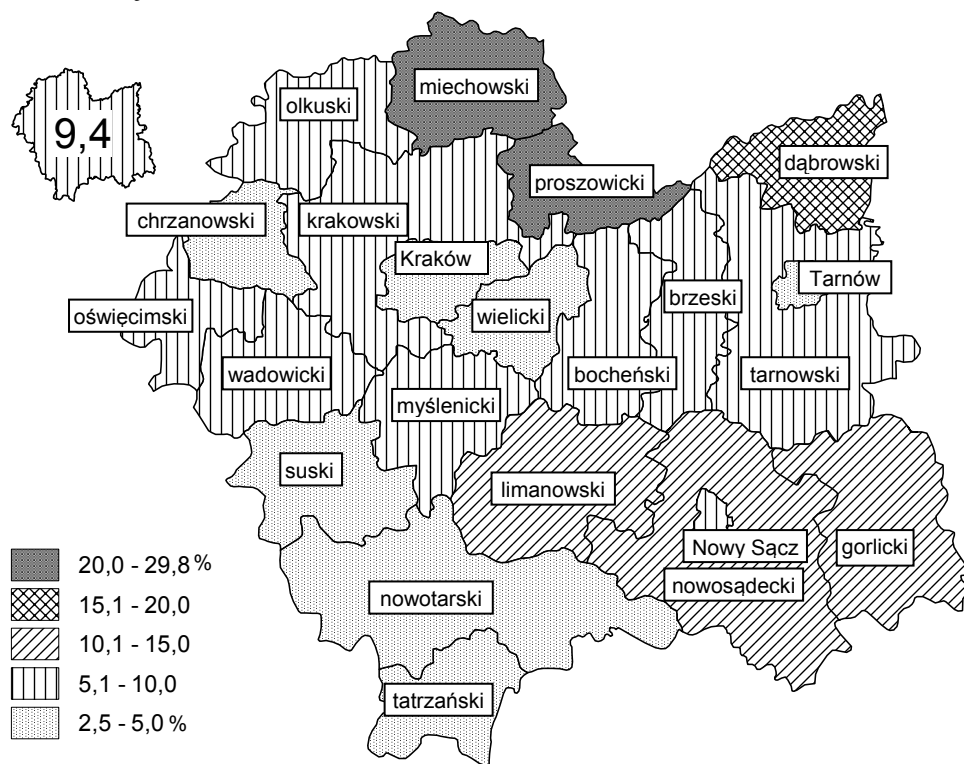 miechowski
olkuski
9,4
dąbrowski
proszowicki
chrzanowski
krakowski
Kraków
Tarnów
brzeski
oświęcimski
wielicki
wadowicki
bocheński
tarnowski
myślenicki
suski
limanowski
Nowy Sącz
gorlicki
nowosądecki
nowotarski
tatrzański
20,0 - 29,8 %
15,1 - 20,0
10,1 - 15,0
5,1 - 10,0
2,5 - 5,0 %